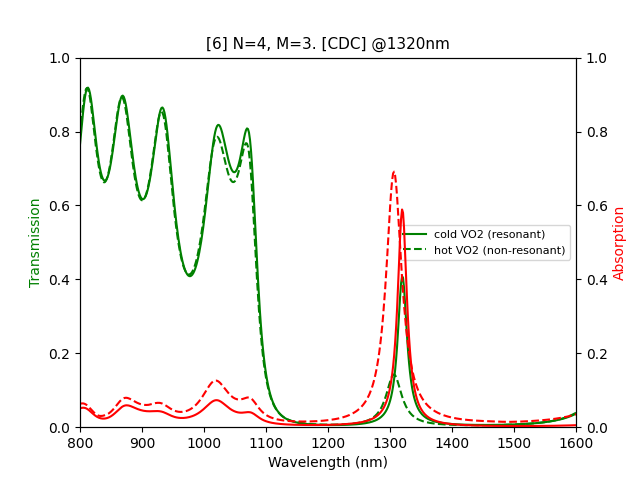 [6] N=4, M=3. [CDC] @1320nm
1.0
0.8
0.6
0.4
0.2
0.0
Transmission
1.0
0.8
0.6
0.4
0.2
0.0
Absorption
cold VO2 (resonant)
hot VO2 (non-resonant)
800 900 1000 1100 1200 1300 1400 1500 1600
Wavelength (nm)